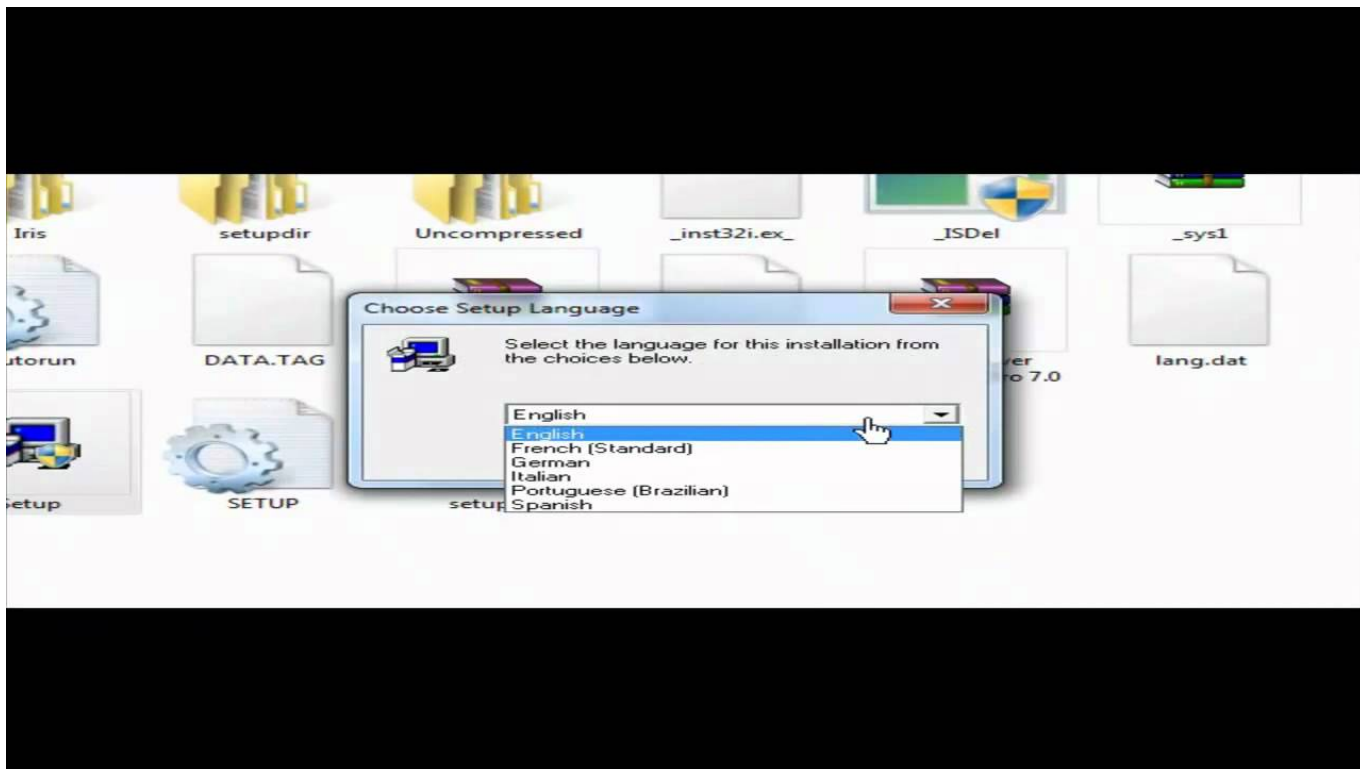 Iris
setupdir
Uncompressed
_inst32i.ex_
_ISDel
_sys1
Choose Setup Language
Select the language for this installation from
the choices below.
utorun
DATA.TAG
ver
ro 7.0
lang.dat
English
English
French (Standard)
German
Italian
Portuguese (Brazilian)
Spanish
Setup
SETUP
setup